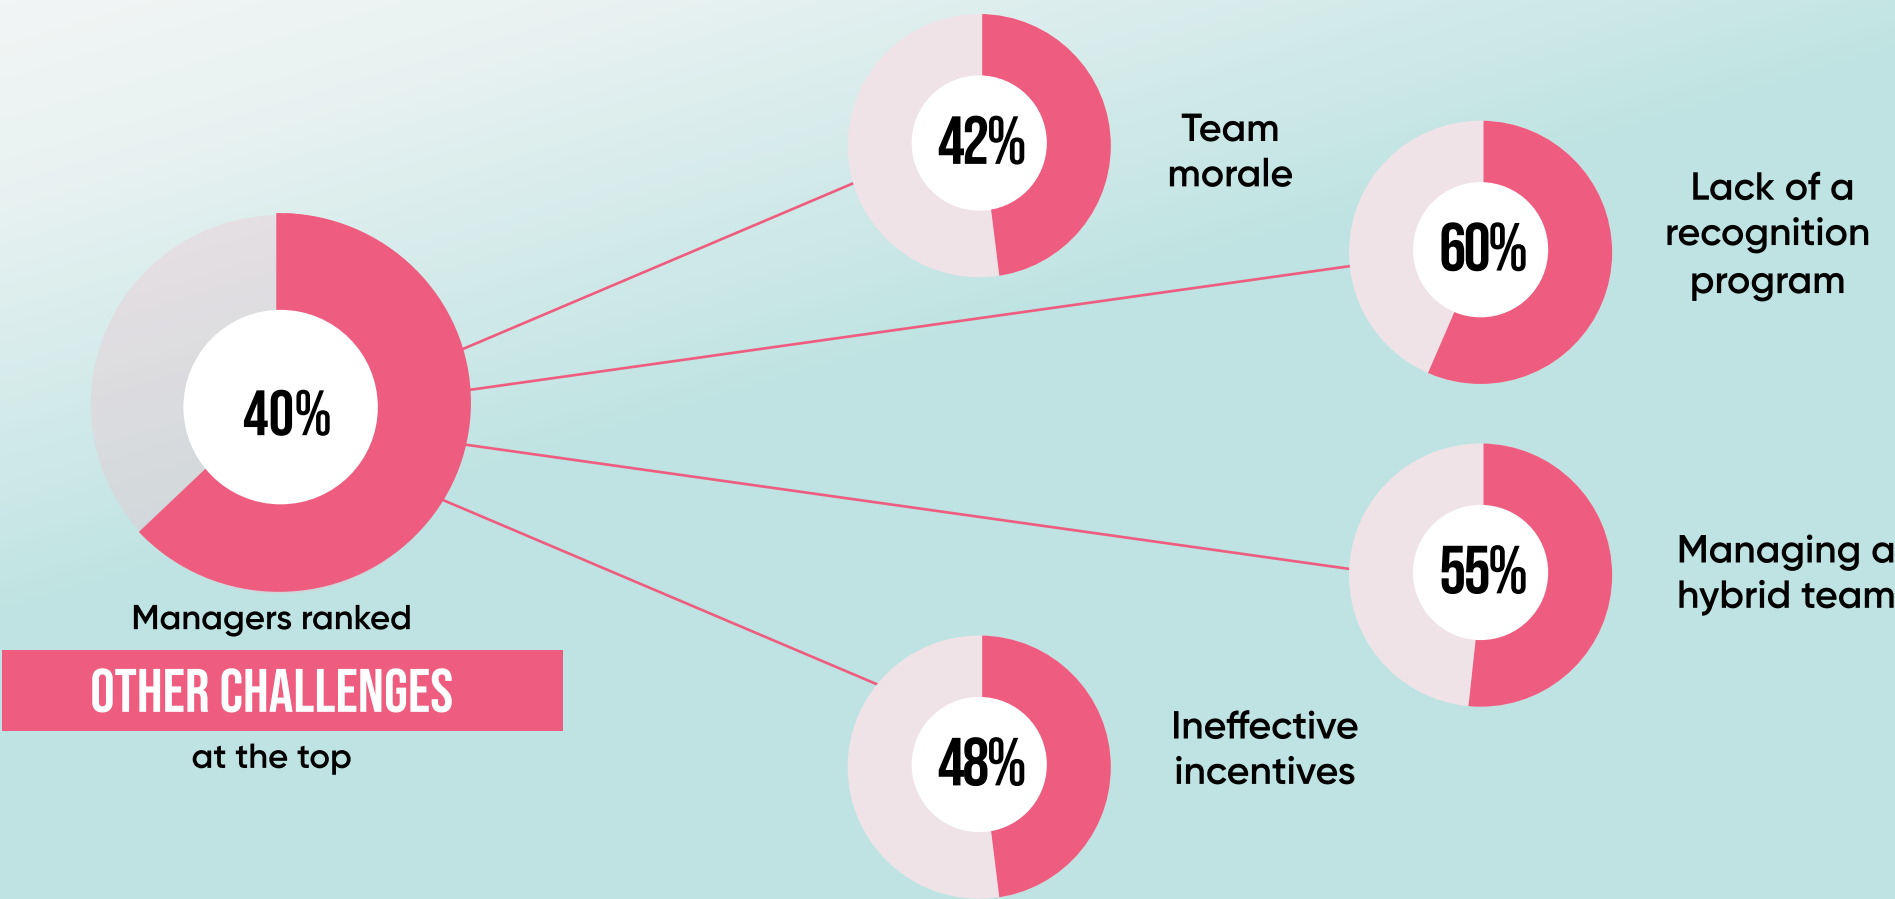 40%
Managers ranked
OTHER CHALLENGES
at the top
42%
Team
morale
60%
Lack of a
recognition
program
55%
Managing a
hybrid team
48%
Ineffective
incentives